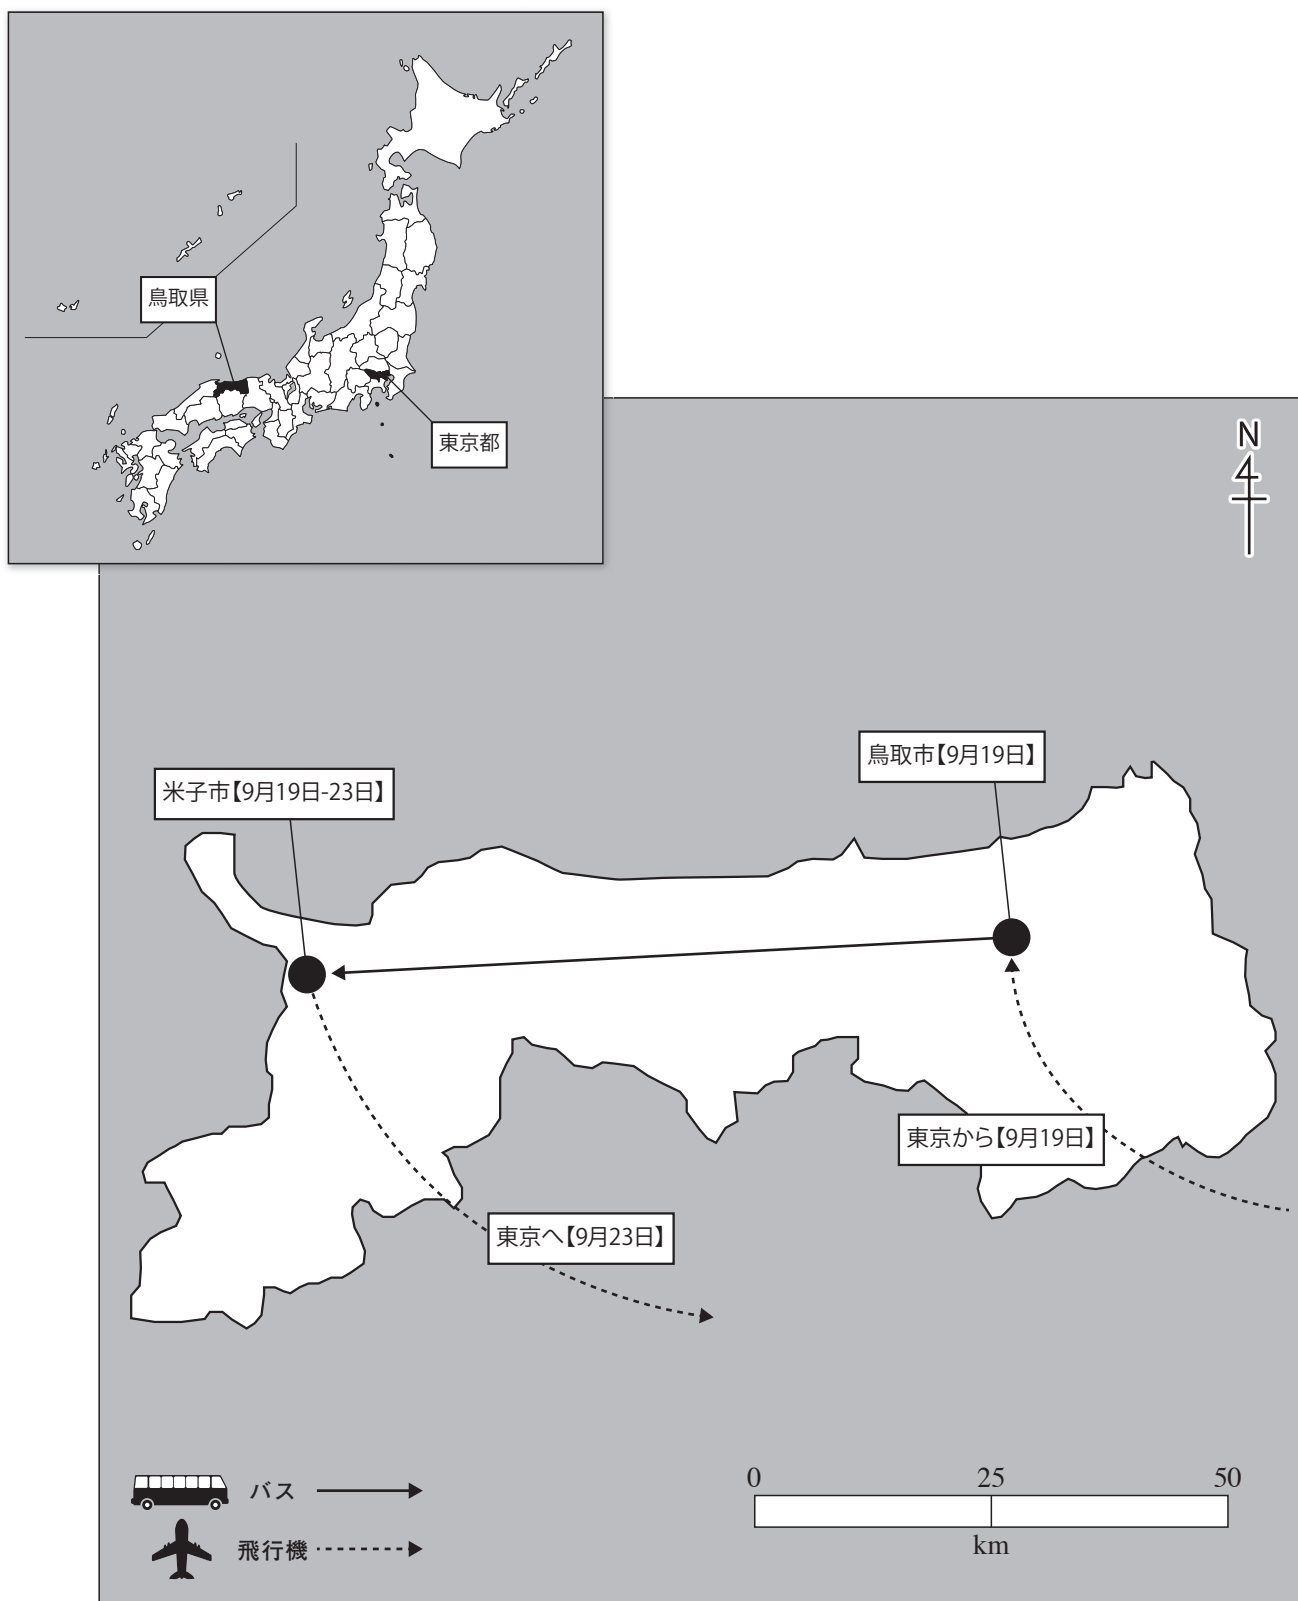 鳥取県
東京都
N
鳥取市【9月19日】
米子市【9月19日-23日】
東京から【9月19日】
東京へ【9月23日】
バス
飛行機
0 25 50
km